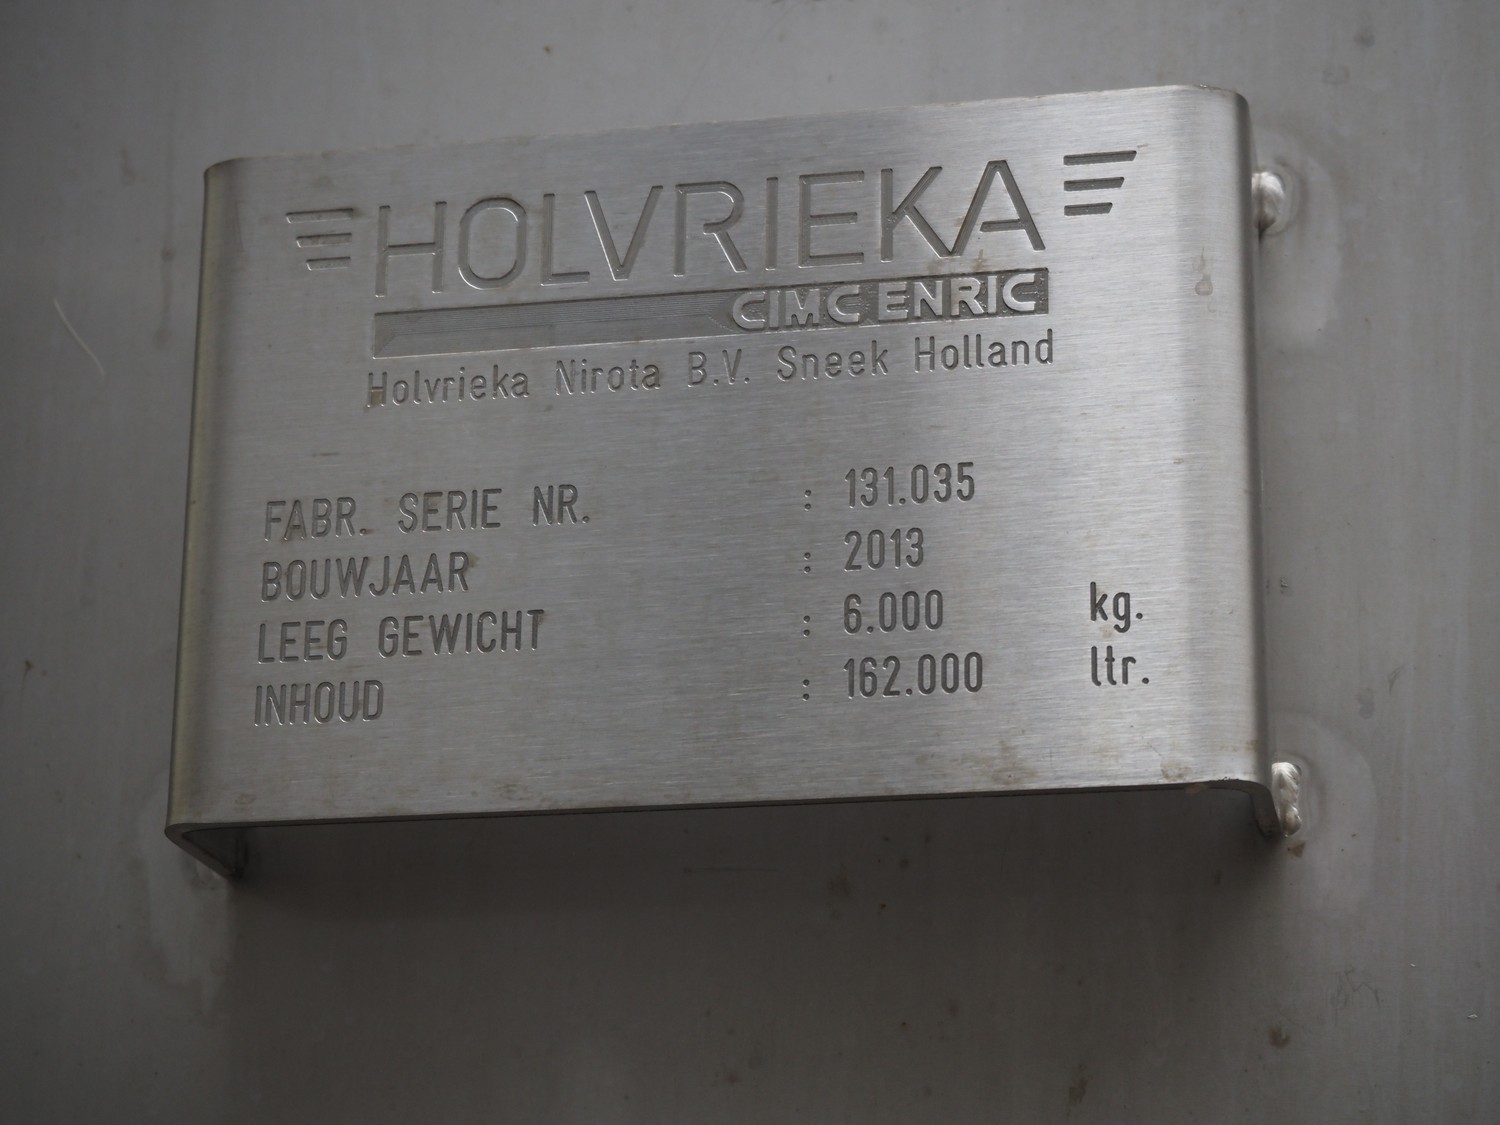 HOLVRIEKA
CIMC ENRIC
Holvrieka Nirota B.V. Sneek Holland
FABR. SERIE NR. : 131.035
BOUWJAAR : 2013
LEEG GEWICHT : 6.000 kg.
INHOUD : 162.000 ltr.